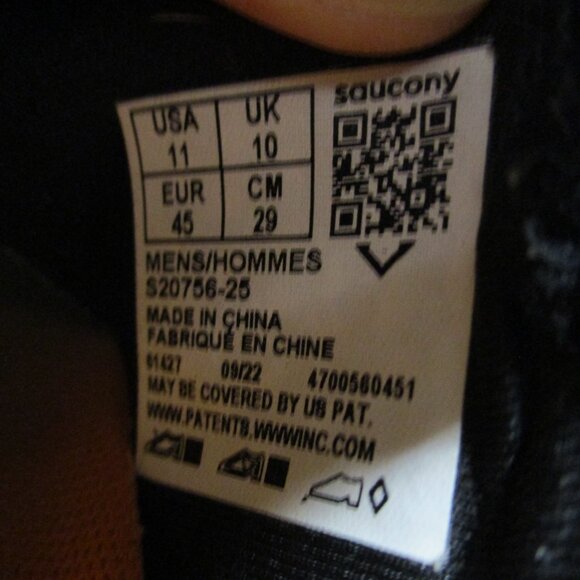 saucony
USA 11 UK 10
EUR 45 CM 29
MENS/HOMMES
S20756-25
MADE IN CHINA
FABRIQUÉ EN CHINE
61427 09/22 4700560451
MAY BE COVERED BY US PAT.
WWW.PATENTS.WWWINC.COM